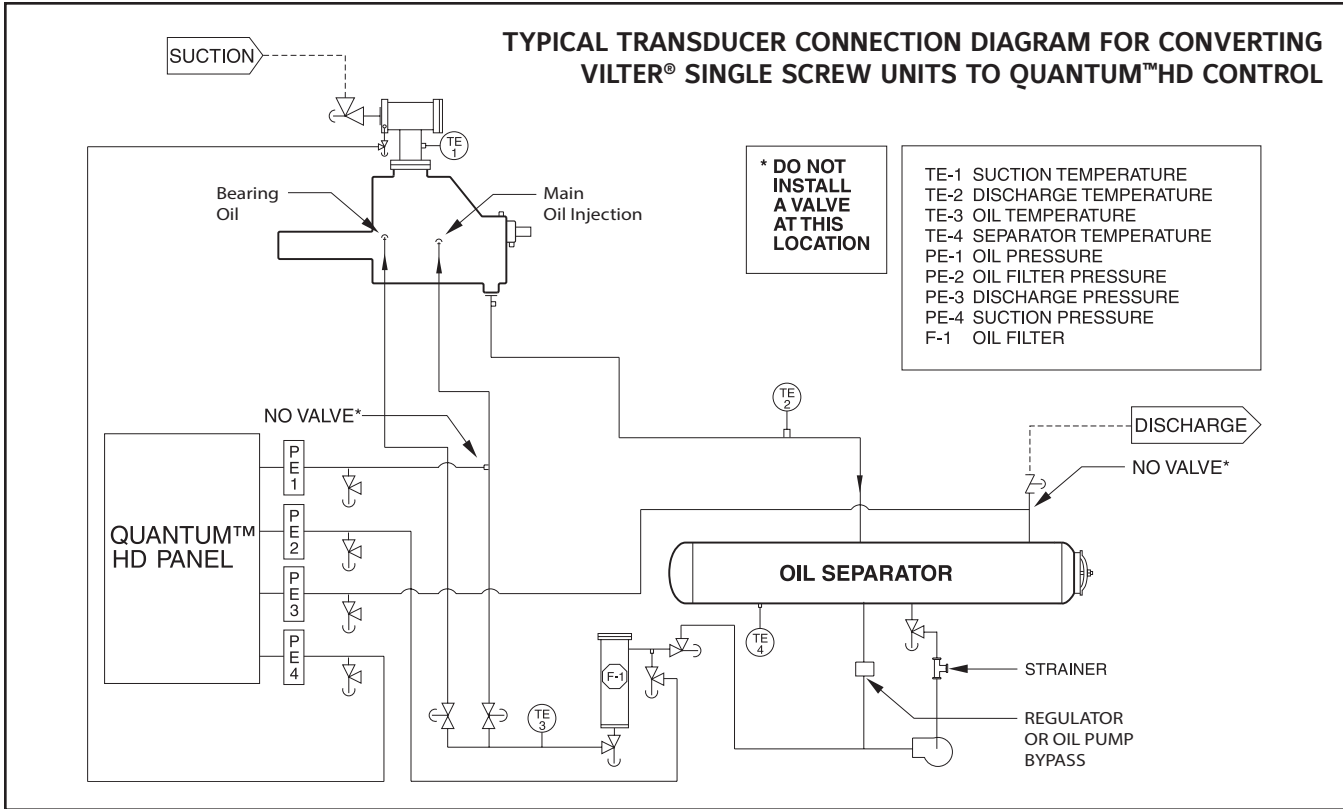 TYPICAL TRANSDUCER CONNECTION DIAGRAM FOR CONVERTING
VILTER® SINGLE SCREW UNITS TO QUANTUM™HD CONTROL
SUCTION
TE
1
Bearing
Oil
Main
Oil Injection
* DO NOT
INSTALL
A VALVE
AT THIS
LOCATION
TE-1 SUCTION TEMPERATURE
TE-2 DISCHARGE TEMPERATURE
TE-3 OIL TEMPERATURE
TE-4 SEPARATOR TEMPERATURE
PE-1 OIL PRESSURE
PE-2 OIL FILTER PRESSURE
PE-3 DISCHARGE PRESSURE
PE-4 SUCTION PRESSURE
F-1 OIL FILTER
TE
2
NO VALVE*
DISCHARGE
NO VALVE*
QUANTUM™
HD PANEL
P
E
1
P
E
2
P
E
3
P
E
4
OIL SEPARATOR
TE
4
F-1
TE
3
STRAINER
REGULATOR
OR OIL PUMP
BYPASS